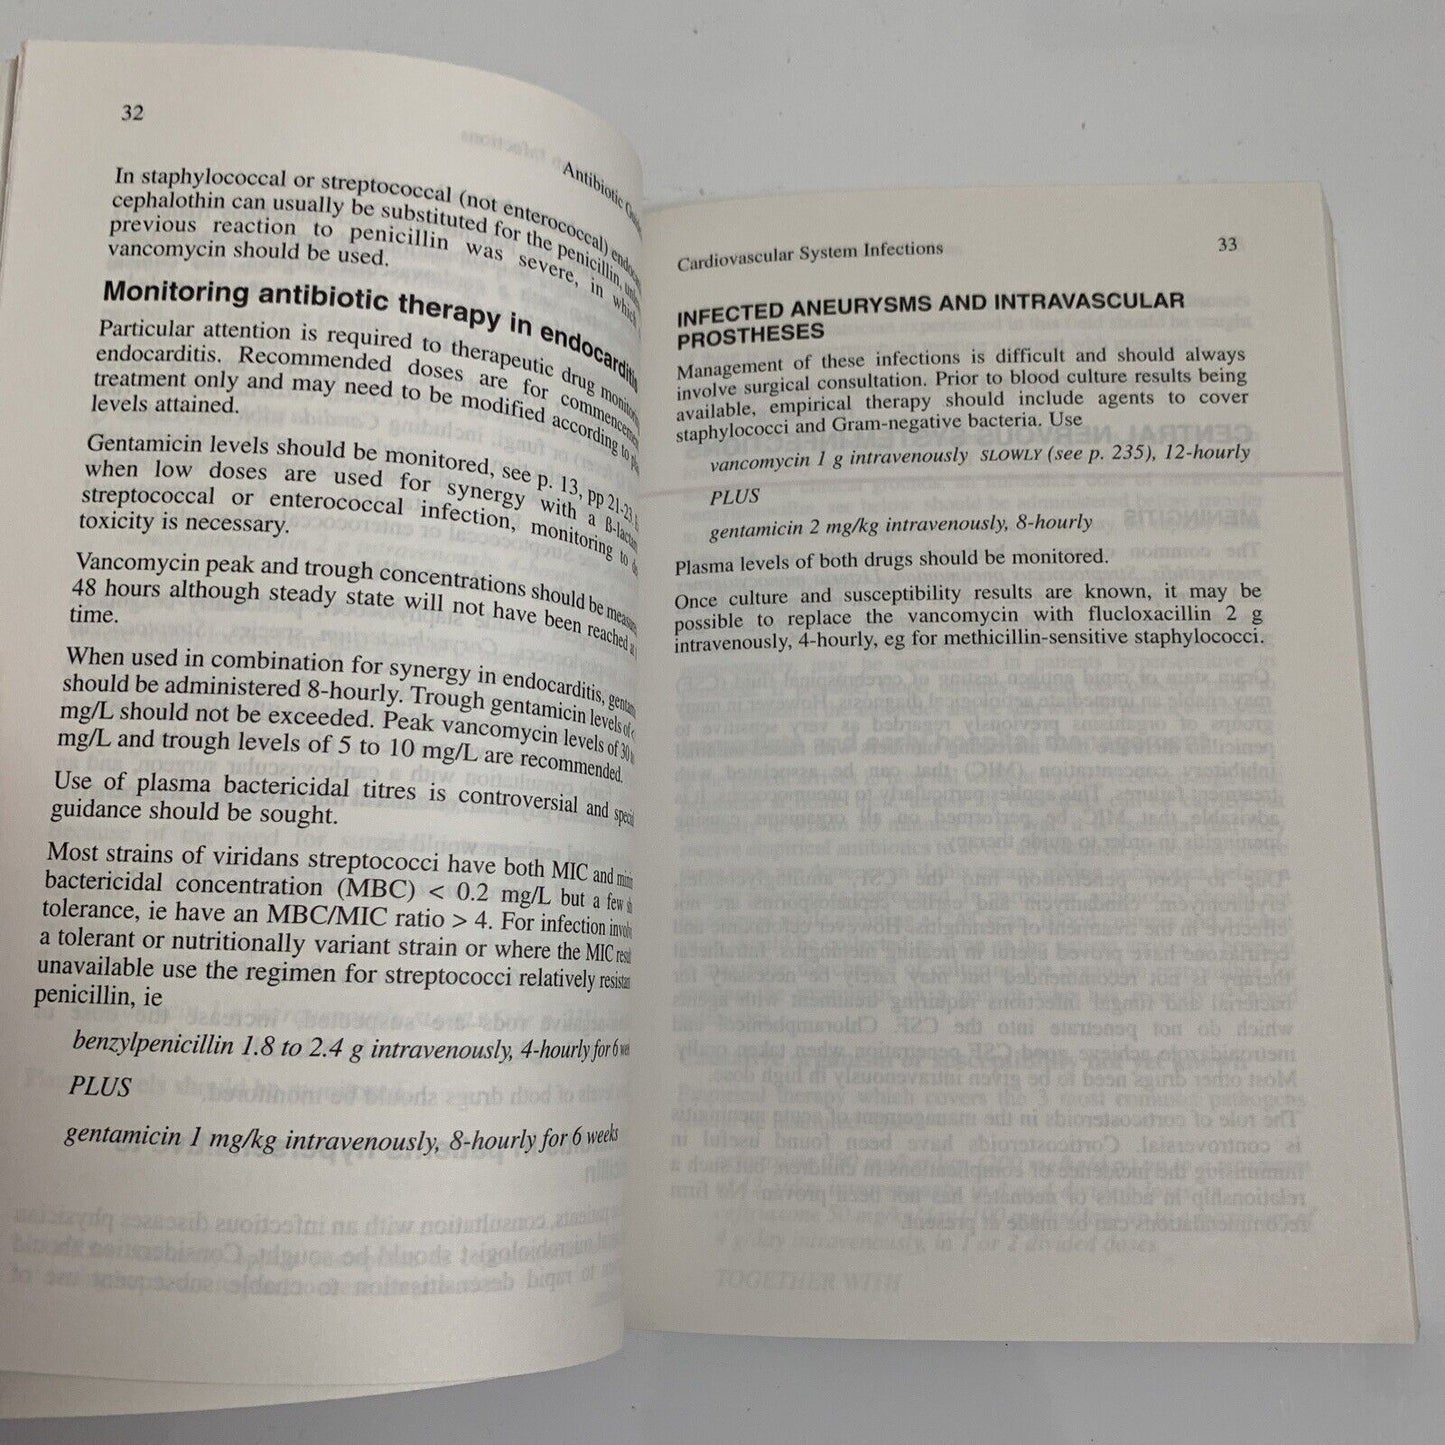 32
Antibiotic
In staphylococcal or streptococcal (not enterococcal)
cephalothin can usually be substituted for the penicillin,
previous reaction to penicillin was severe, in which
vancomycin should be used.
Monitoring antibiotic therapy in endocarditis
Particular attention is required to therapeutic drug
endocarditis. Recommended doses are for commencement
treatment only and may need to be modified according to
levels attained.
Gentamicin levels should be monitored, see p. 13, pp 21-23
when low doses are used for synergy with a ß-lactam
streptococcal or enterococcal infection, monitoring to
toxicity is necessary.
Vancomycin peak and trough concentrations should be
48 hours although steady state will not have been reached
time.
When used in combination for synergy in endocarditis,
should be administered 8-hourly. Trough gentamicin levels of
mg/L should not be exceeded. Peak vancomycin levels of 30
mg/L and trough levels of 5 to 10 mg/L are recommended.
Use of plasma bactericidal titres is controversial and
guidance should be sought.
Most strains of viridans streptococci have both MIC and
bactericidal concentration (MBC) < 0.2 mg/L but a few
tolerance, ie have an MBC/MIC ratio > 4. For infection
a tolerant or nutritionally variant strain or where the MIC
unavailable use the regimen for streptococci relatively
penicillin, ie
benzylpenicillin 1.8 to 2.4 g intravenously, 4-hourly for 6
PLUS
gentamicin 1 mg/kg intravenously, 8-hourly for 6 weeks
Cardiovascular System Infections 33
INFECTED ANEURYSMS AND INTRAVASCULAR
PROSTHESES
Management of these infections is difficult and should always
involve surgical consultation. Prior to blood culture results being
available, empirical therapy should include agents to cover
staphylococci and Gram-negative bacteria. Use
vancomycin 1 g intravenously SLOWLY (see p. 235), 12-hourly
PLUS
gentamicin 2 mg/kg intravenously, 8-hourly
Plasma levels of both drugs should be monitored.
Once culture and susceptibility results are known, it may be
possible to replace the vancomycin with flucloxacillin 2 g
intravenously, 4-hourly, eg for methicillin-sensitive staphylococci.